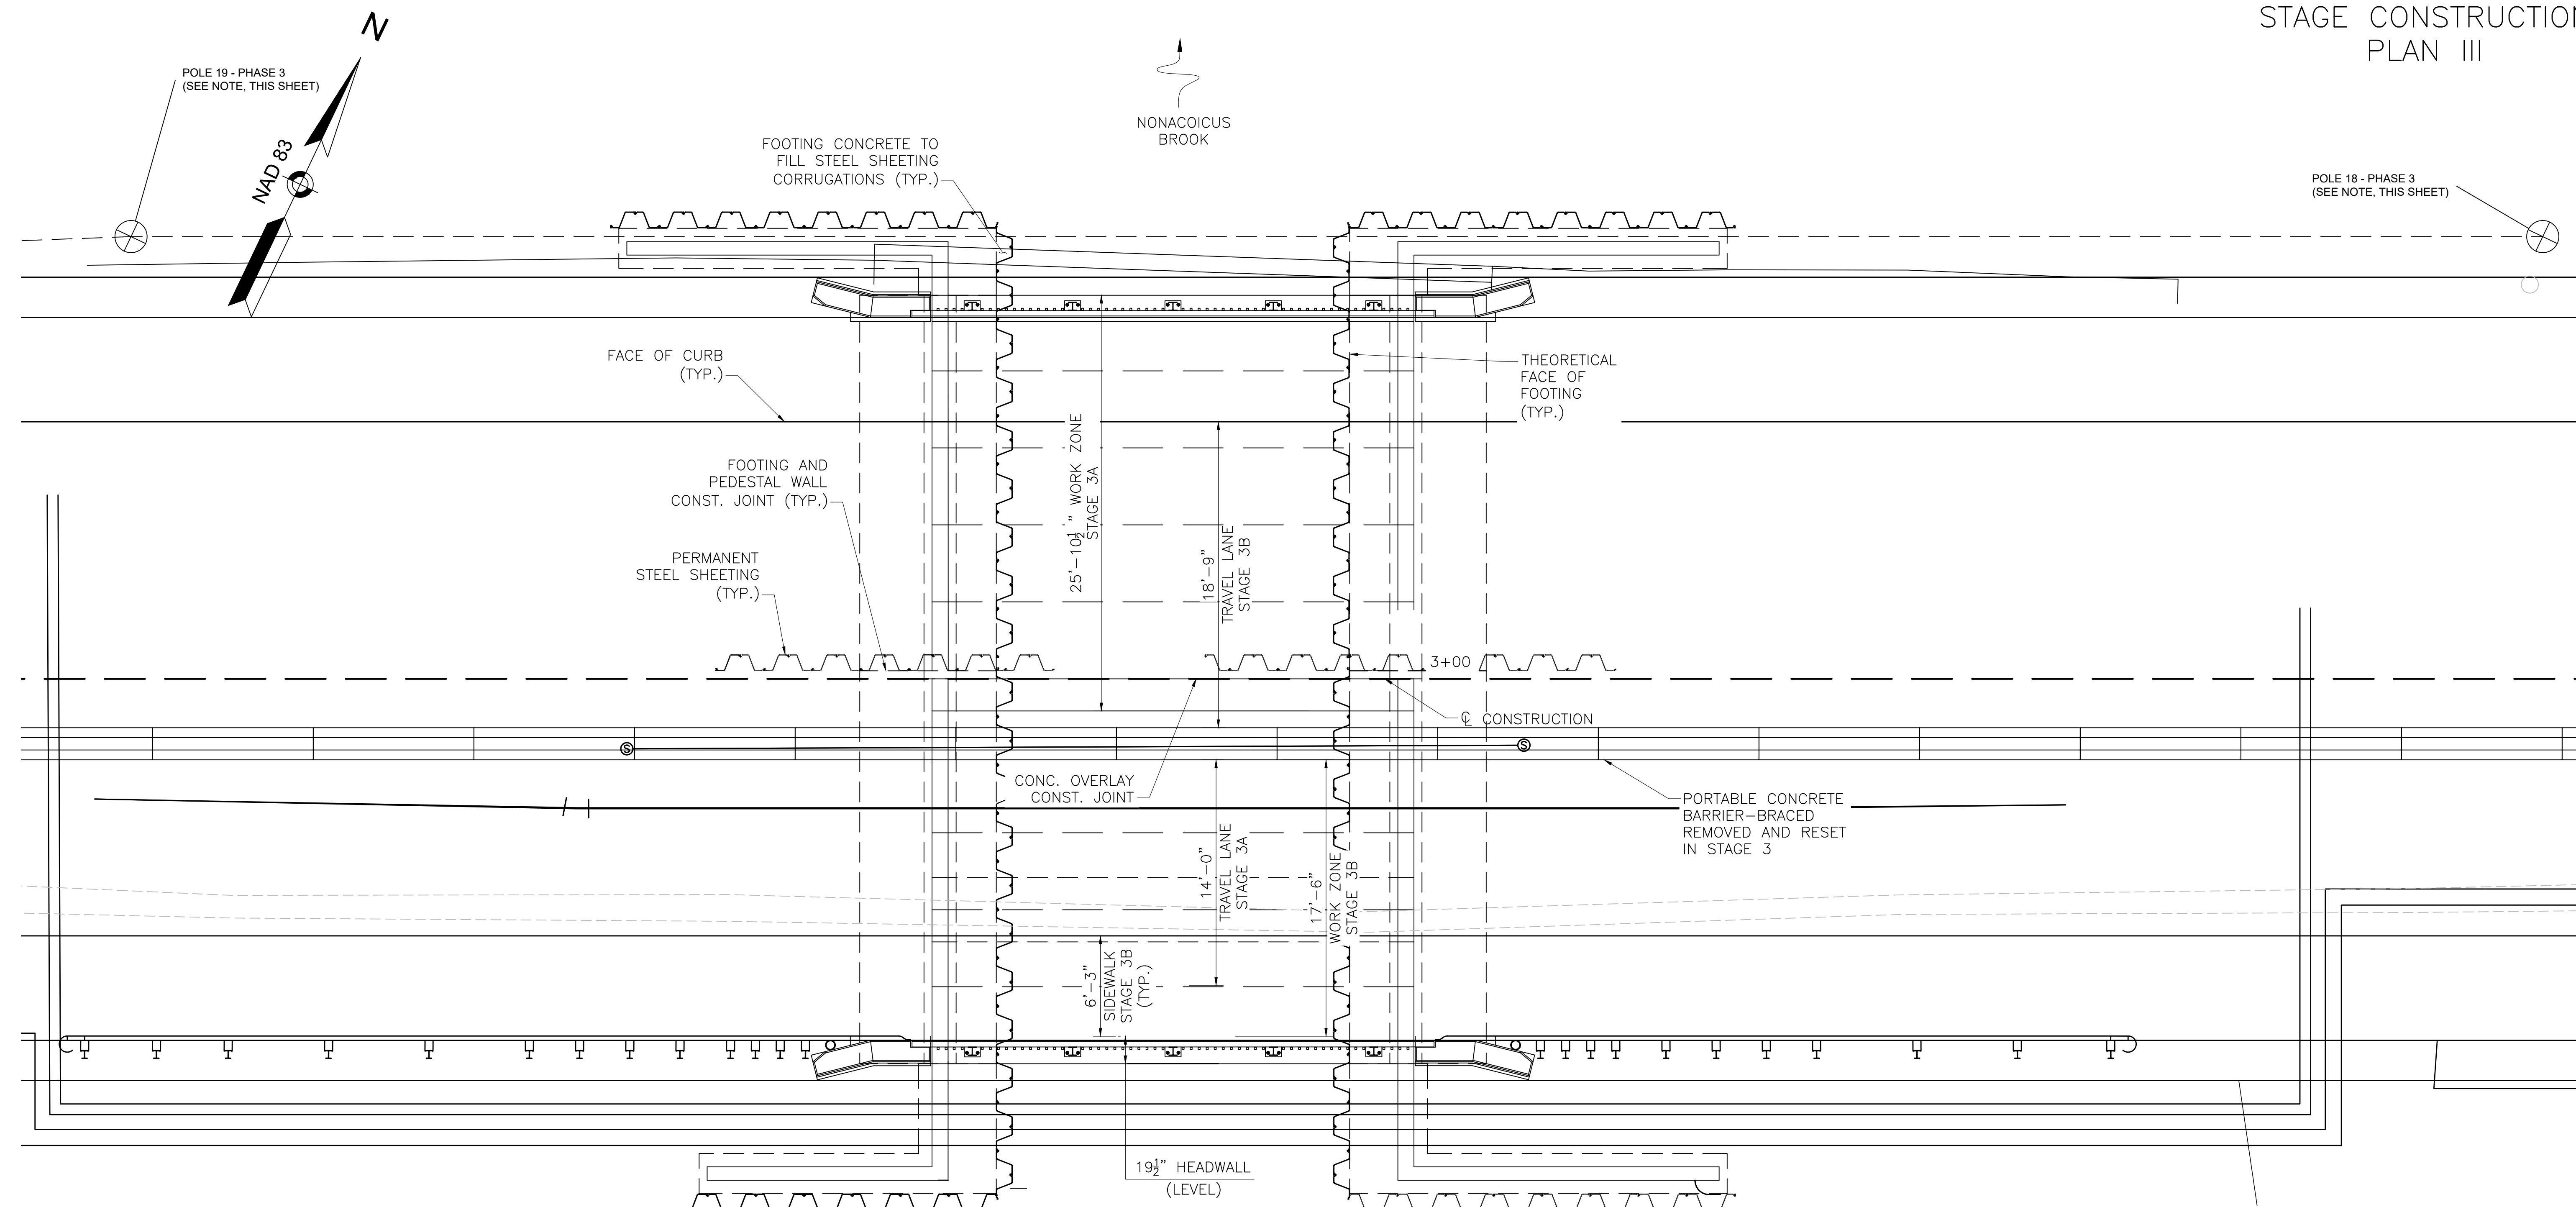 STAGE CONSTRUCTION
PLAN III
N
NAD 83
POLE 19 - PHASE 3
(SEE NOTE, THIS SHEET)
NONACOICUS
BROOK
FOOTING CONCRETE TO
FILL STEEL SHEETING
CORRUGATIONS (TYP.)
POLE 18 - PHASE 3
(SEE NOTE, THIS SHEET)
FACE OF CURB
(TYP.)
THEORETICAL
FACE OF
FOOTING
(TYP.)
25'-10½" WORK ZONE
STAGE 3A
18'-9"
TRAVEL LANE
STAGE 3B
FOOTING AND
PEDESTAL WALL
CONST. JOINT (TYP.)
PERMANENT
STEEL SHEETING
(TYP.)
3+00
℄ CONSTRUCTION
S
S
CONC. OVERLAY
CONST. JOINT
PORTABLE CONCRETE
BARRIER-BRACED
REMOVED AND RESET
IN STAGE 3
14'-0"
TRAVEL LANE
STAGE 3A
17'-6"
WORK ZONE
STAGE 3B
6'-3"
SIDEWALK
STAGE 3B
(TYP.)
19½" HEADWALL
(LEVEL)